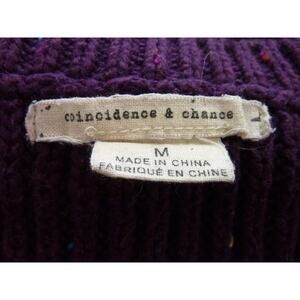 coincidence & chance
M
MADE IN CHINA
FABRIQUÉ EN CHINE